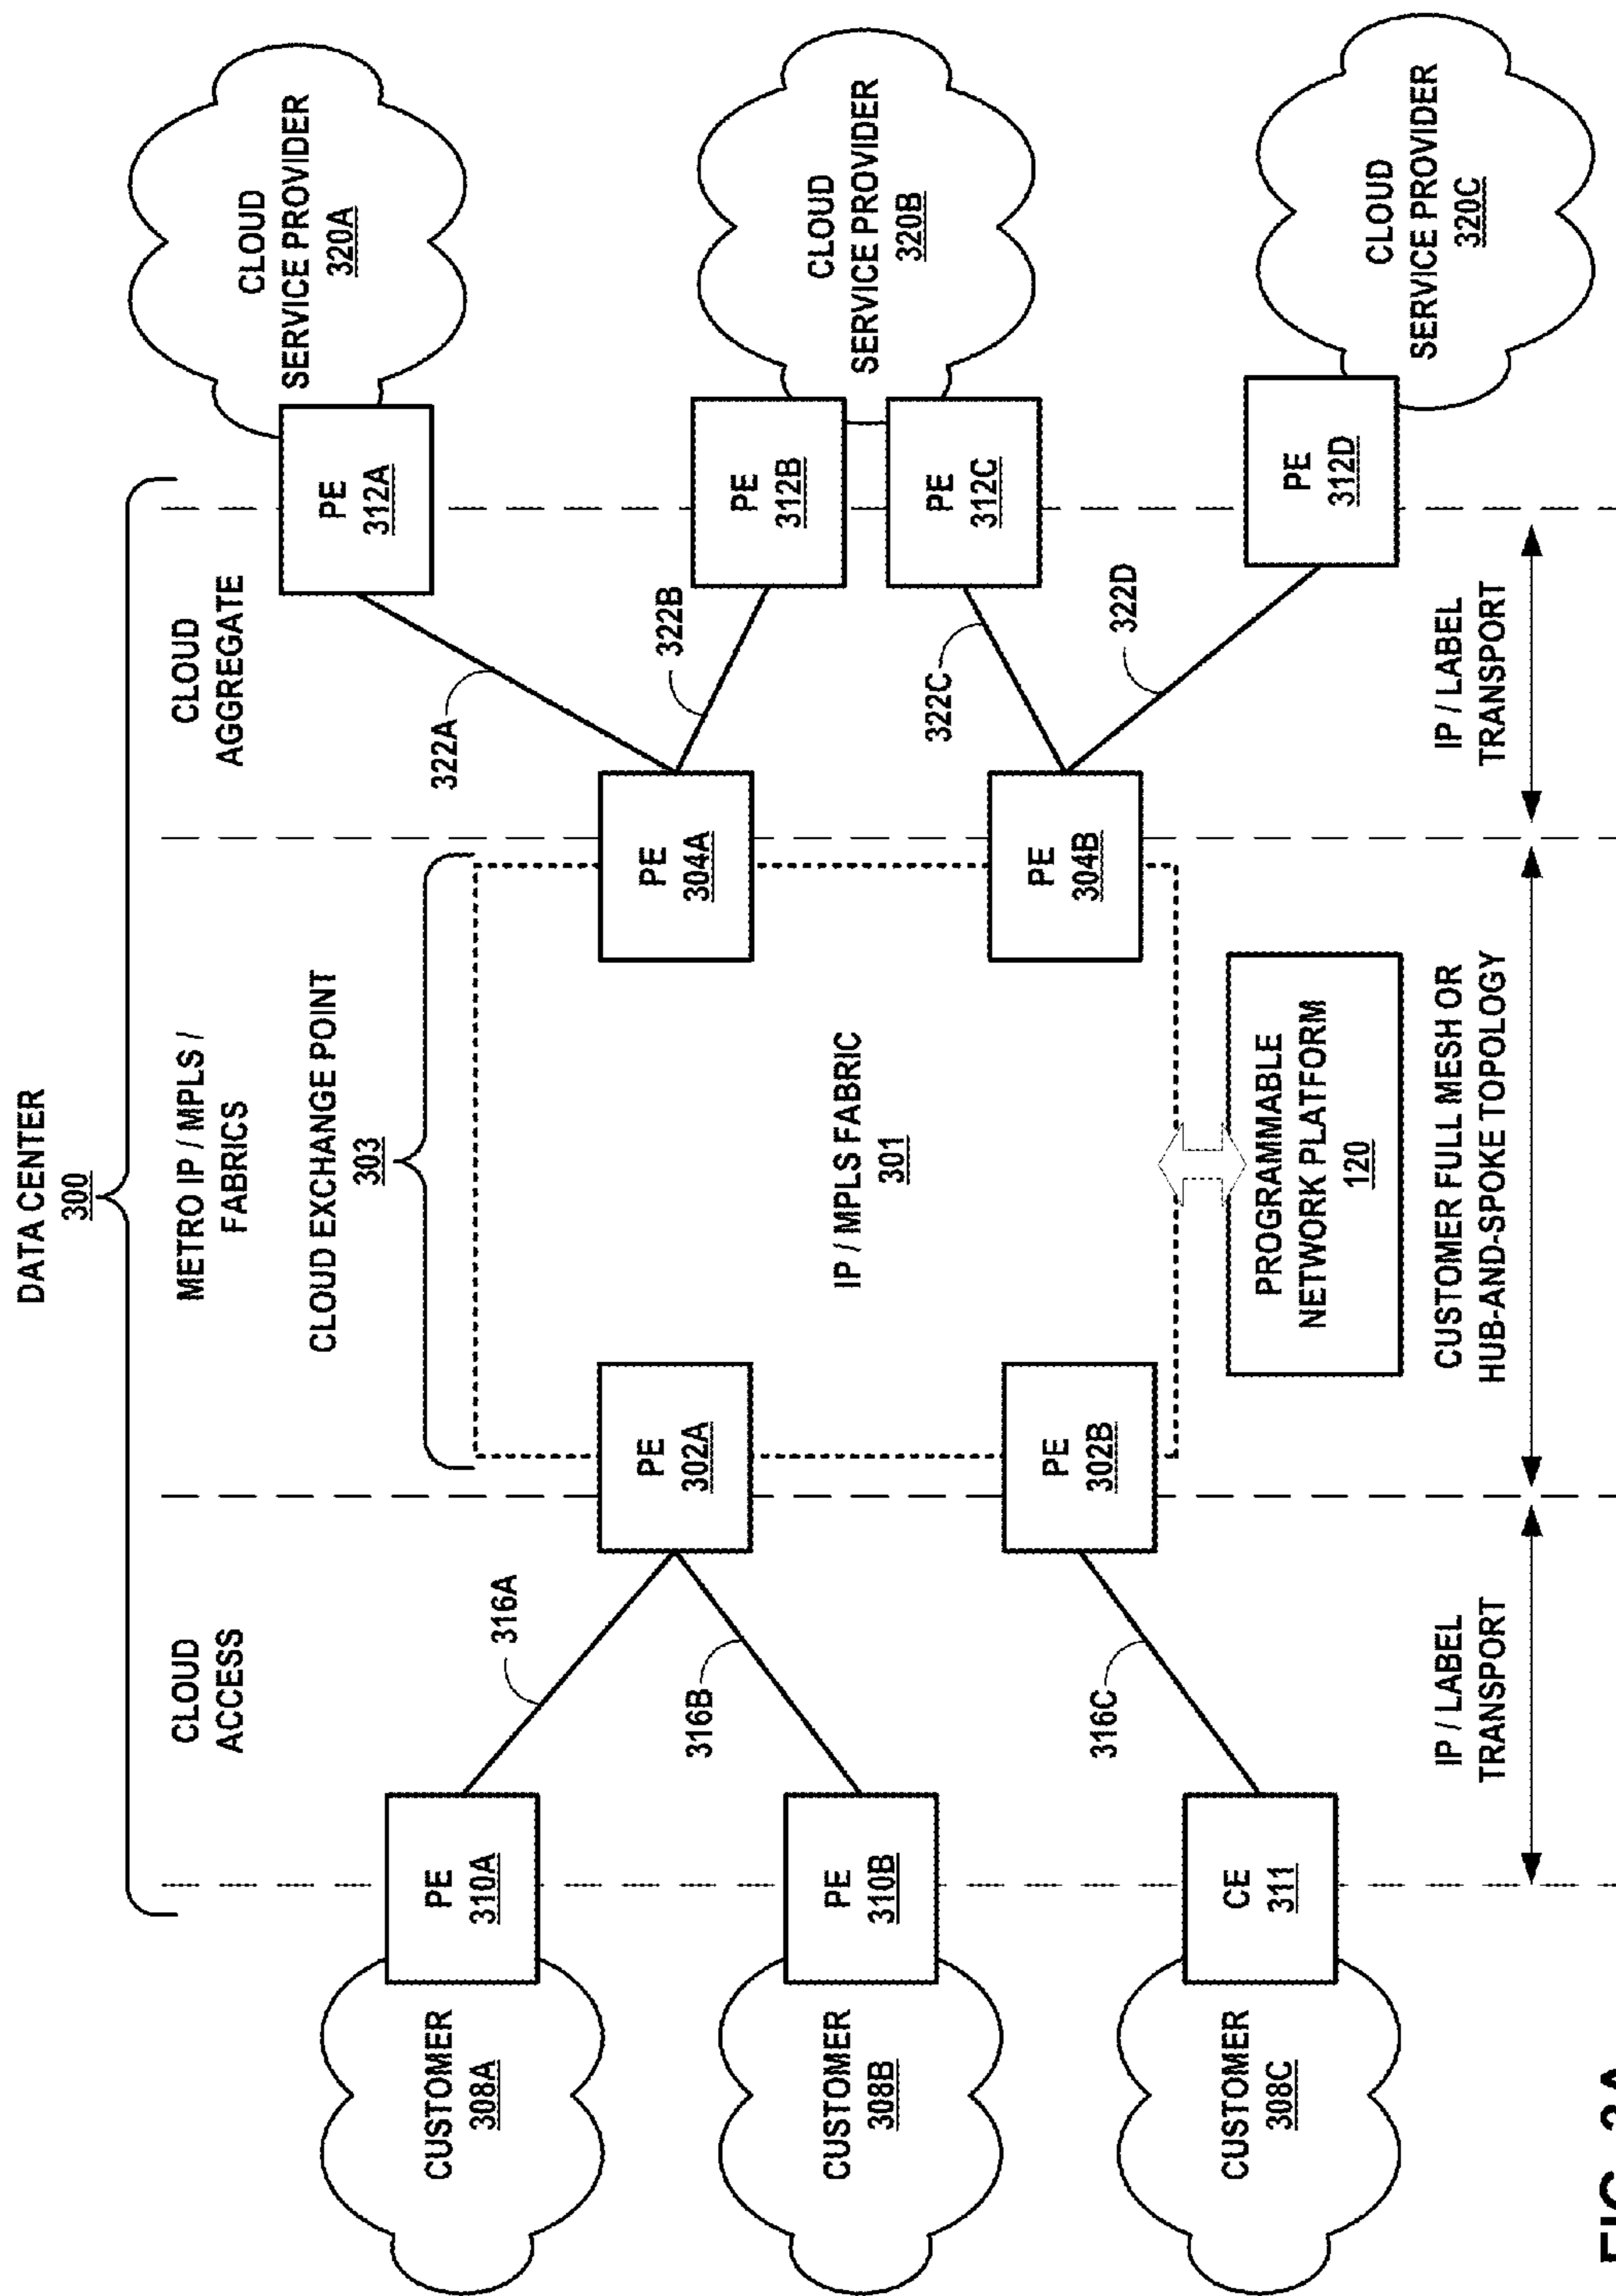 DATA CENTER
300
CLOUD
ACCESS
METRO IP / MPLS /
FABRICS
CLOUD
AGGREGATE
CLOUD EXCHANGE POINT
303
CUSTOMER
308A
PE
310A
316A
PE
302A
PE
304A
322A
PE
312A
CLOUD
SERVICE PROVIDER
320A
CUSTOMER
308B
PE
310B
316B
IP / MPLS FABRIC
301
322B
PE
312B
CLOUD
SERVICE PROVIDER
320B
322C
PE
312C
CUSTOMER
308C
CE
311
316C
PE
302B
PE
304B
322D
PE
312D
CLOUD
SERVICE PROVIDER
320C
PROGRAMMABLE
NETWORK PLATFORM
120
IP / LABEL
TRANSPORT
CUSTOMER FULL MESH OR
HUB-AND-SPOKE TOPOLOGY
IP / LABEL
TRANSPORT
FIG.